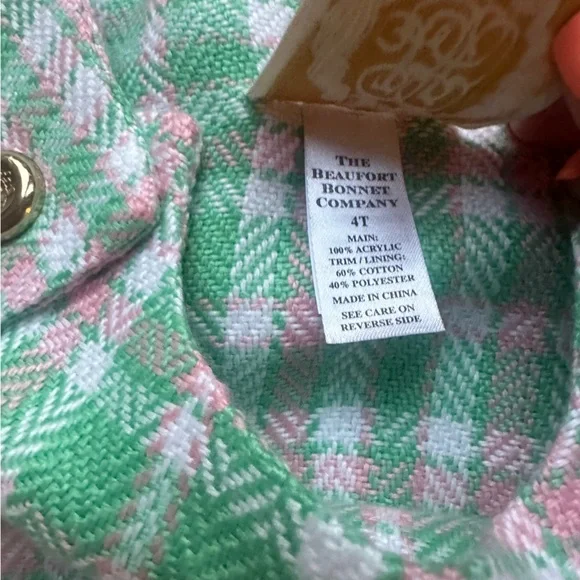 THE
BEAUFORT
BONNET
COMPANY
4T
MAIN:
100% ACRYLIC
TRIM / LINING:
60% COTTON
40% POLYESTER
MADE IN CHINA
SEE CARE ON
REVERSE SIDE